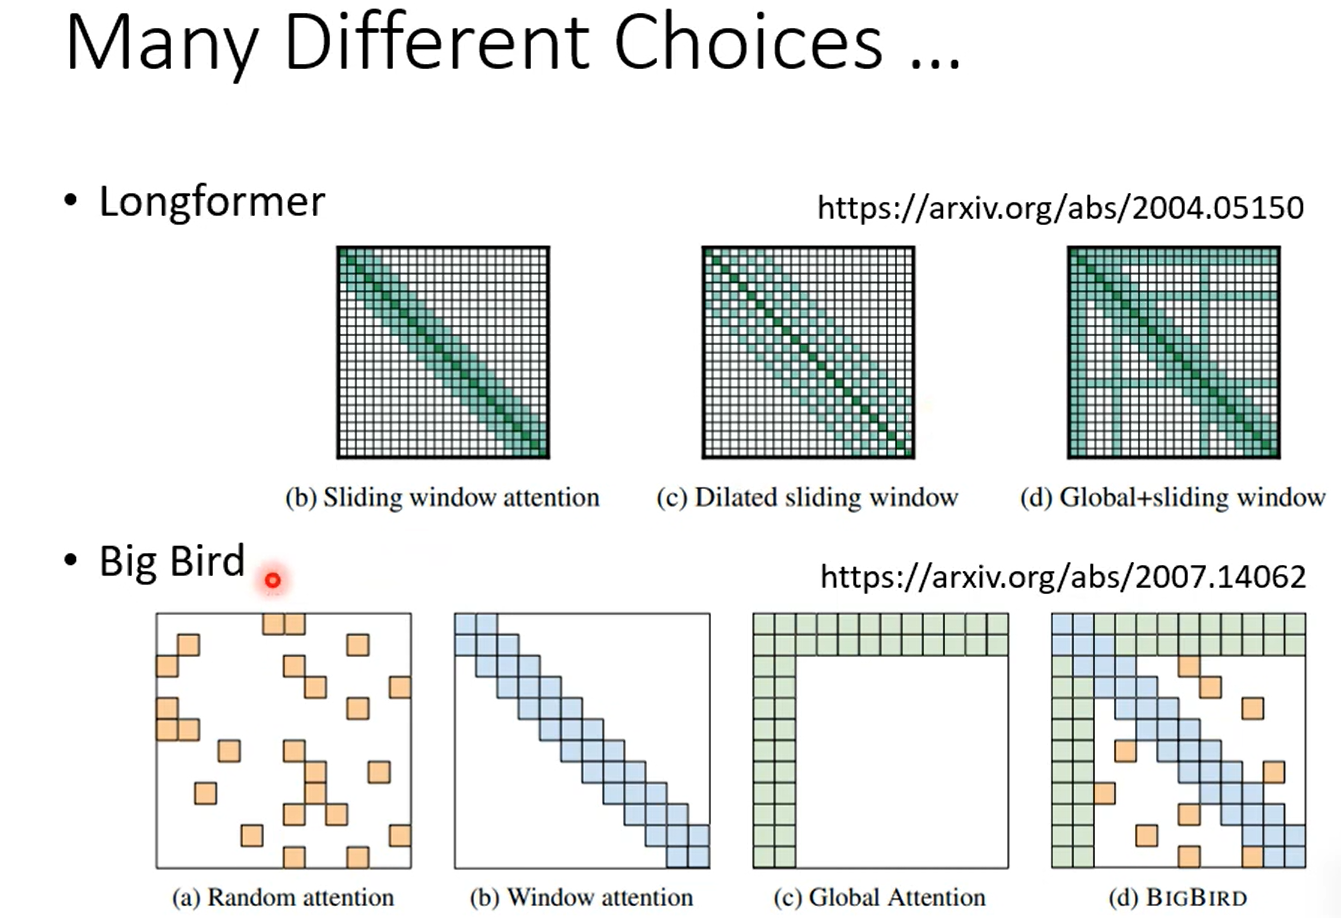 Many Different Choices ...
• Longformer
https://arxiv.org/abs/2004.05150
(b) Sliding window attention
(c) Dilated sliding window
(d) Global+sliding window
• Big Bird
https://arxiv.org/abs/2007.14062
(a) Random attention
(b) Window attention
(c) Global Attention
(d) BIGBIRD